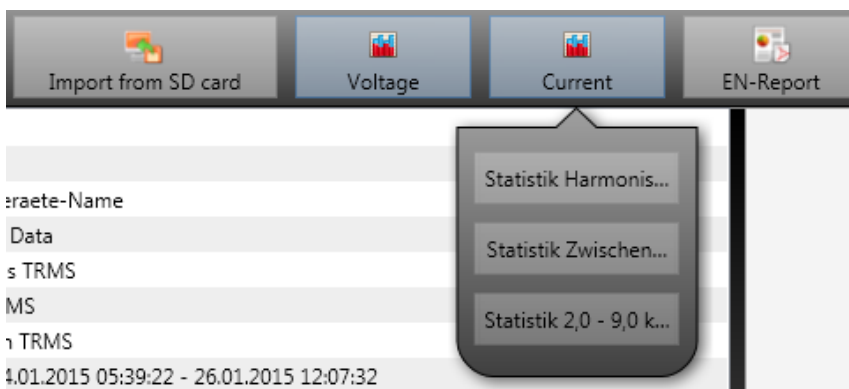 Import from SD card
Voltage
Current
EN-Report
Statistik Harmonis...
Statistik Zwischen...
Statistik 2,0 - 9,0 k...
eraete-Name
Data
s TRMS
MS
TRMS
4.01.2015 05:39:22 - 26.01.2015 12:07:32